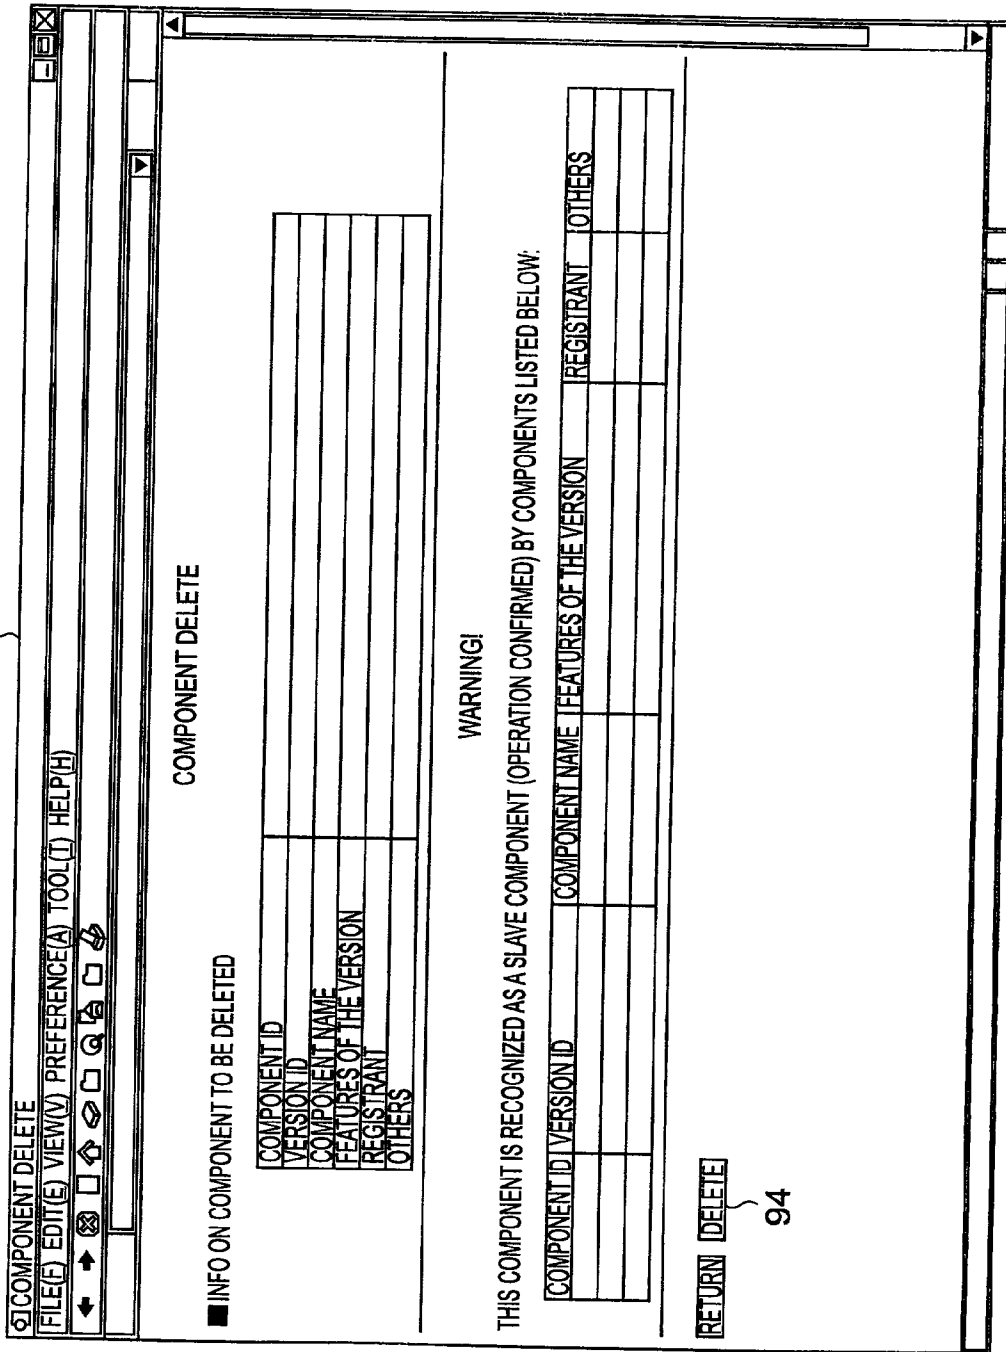 COMPONENT DELETE
FILE(F) EDIT(E) VIEW(V) PREFERENCE(A) TOOL(T) HELP(H)
COMPONENT DELETE
■INFO ON COMPONENT TO BE DELETED
COMPONENT ID
VERSION ID
COMPONENT NAME
FEATURES OF THE VERSION
REGISTRANT
OTHERS
WARNING!
THIS COMPONENT IS RECOGNIZED AS A SLAVE COMPONENT (OPERATION CONFIRMED) BY COMPONENTS LISTED BELOW:
COMPONENT ID VERSION ID COMPONENT NAME FEATURES OF THE VERSION REGISTRANT OTHERS
RETURN DELETE
94